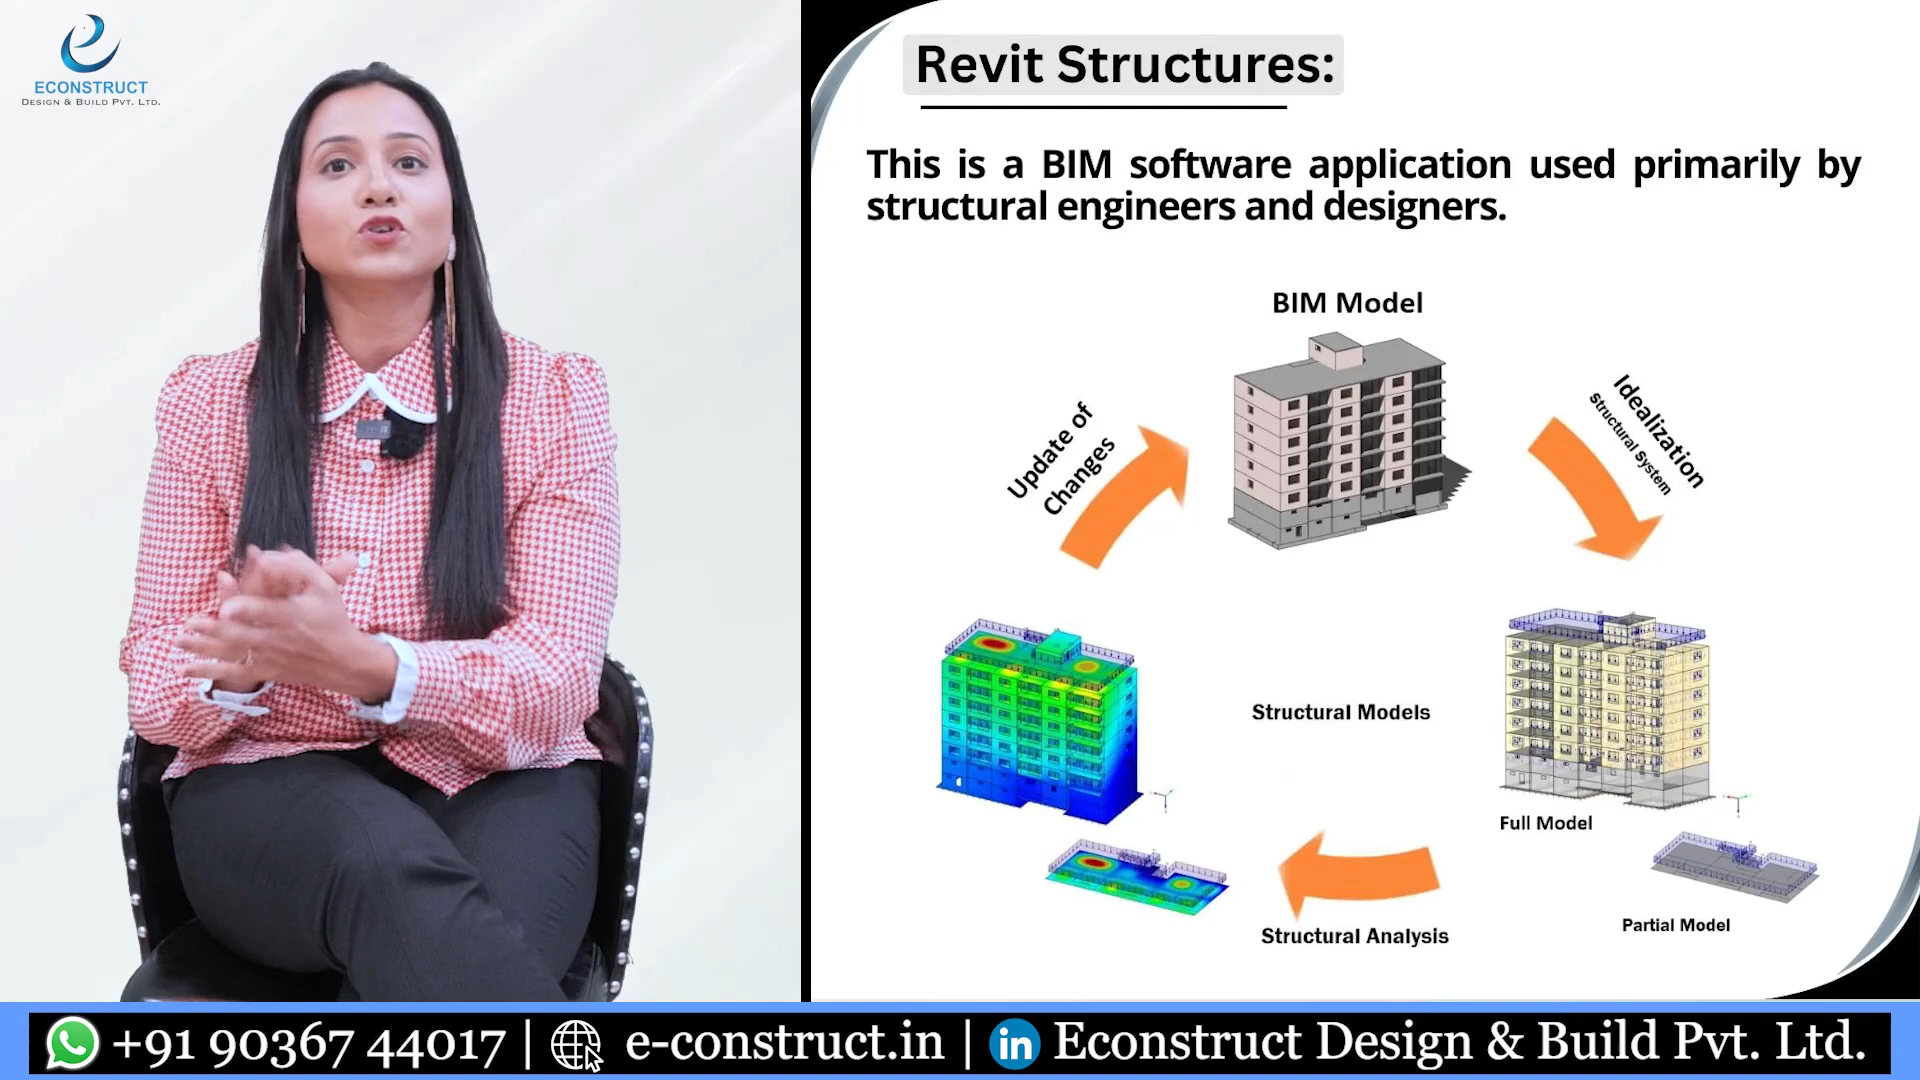 ECONSTRUCT
DESIGN & BUILD PVT. LTD.
Revit Structures:
This is a BIM software application used primarily by
structural engineers and designers.
BIM Model
Update of
Changes
Idealization
structural system
Structural Models
Full Model
Partial Model
Structural Analysis
+91 90367 44017 | e-construct.in | in Econstruct Design & Build Pvt. Ltd.